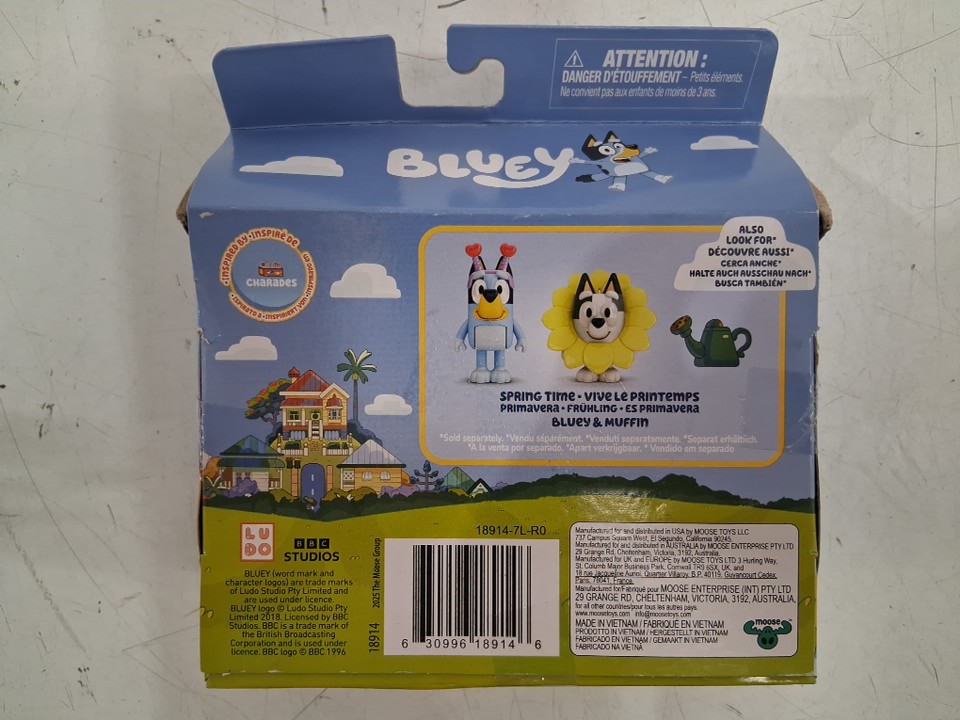 ATTENTION :
DANGER D'ÉTOUFFEMENT – Petits éléments.
Ne convient pas aux enfants de moins de 3 ans.
BLUEY
INSPIRED BY • INSPIRÉ DE
CHARADES
ALSO
LOOK FOR*
DÉCOUVRE AUSSI*
CERCA ANCHE*
HALTE AUCH AUSSCHAU NACH*
BUSCA TAMBIÉN*
SPRING TIME • VIVE LE PRINTEMPS
PRIMAVERA • FRÜHLING • ES PRIMAVERA
BLUEY & MUFFIN
*Sold separately. *Vendu séparément. *Venduti separatamente. *Separat erhältlich.
*A la venta por separado. *Apart verkrijgbaar. *Vendido em separado
LUDO
BBC
STUDIOS
BLUEY (word mark and
character logos) are trade marks
of Ludo Studio Pty Limited and
are used under licence.
BLUEY logo © Ludo Studio Pty
Limited 2018. Licensed by BBC
Studios. BBC is a trade mark of
the British Broadcasting
Corporation and is used under
licence. BBC logo © BBC 1996
18914 2025 The Moose Group
18914-7L-R0
6 30996 18914 6
Manufactured for and distributed in USA by MOOSE TOYS LLC
737 Campus Square West, El Segundo, California 90245.
Manufactured for and distributed in AUSTRALIA by MOOSE ENTERPRISE PTY LTD
29 Grange Rd, Cheltenham, Victoria, 3192, Australia.
Manufactured for UK and EUROPE by MOOSE TOYS LTD 3 Hurling Way,
St. Columb Major Business Park, Cornwall TR9 6SX, UK. and
18 rue Jacqueline Auriol, Quartier Villaroy, B.P. 40119, Guyancourt Cedex,
Paris, 78041, France.
Manufactured for/Fabriqué pour MOOSE ENTERPRISE (INT) PTY LTD
29 GRANGE RD, CHELTENHAM, VICTORIA, 3192, AUSTRALIA,
for all other countries/pour tous les autres pays.
www.moosetoys.com info@moosetoys.com
MADE IN VIETNAM / FABRIQUÉ EN VIETNAM
PRODOTTO IN VIETNAM / HERGESTELLT IN VIETNAM
FABRICADO EN VIETNAM / GEMAAKT IN VIETNAM
FABRICADO NA VIETNÃ
moose